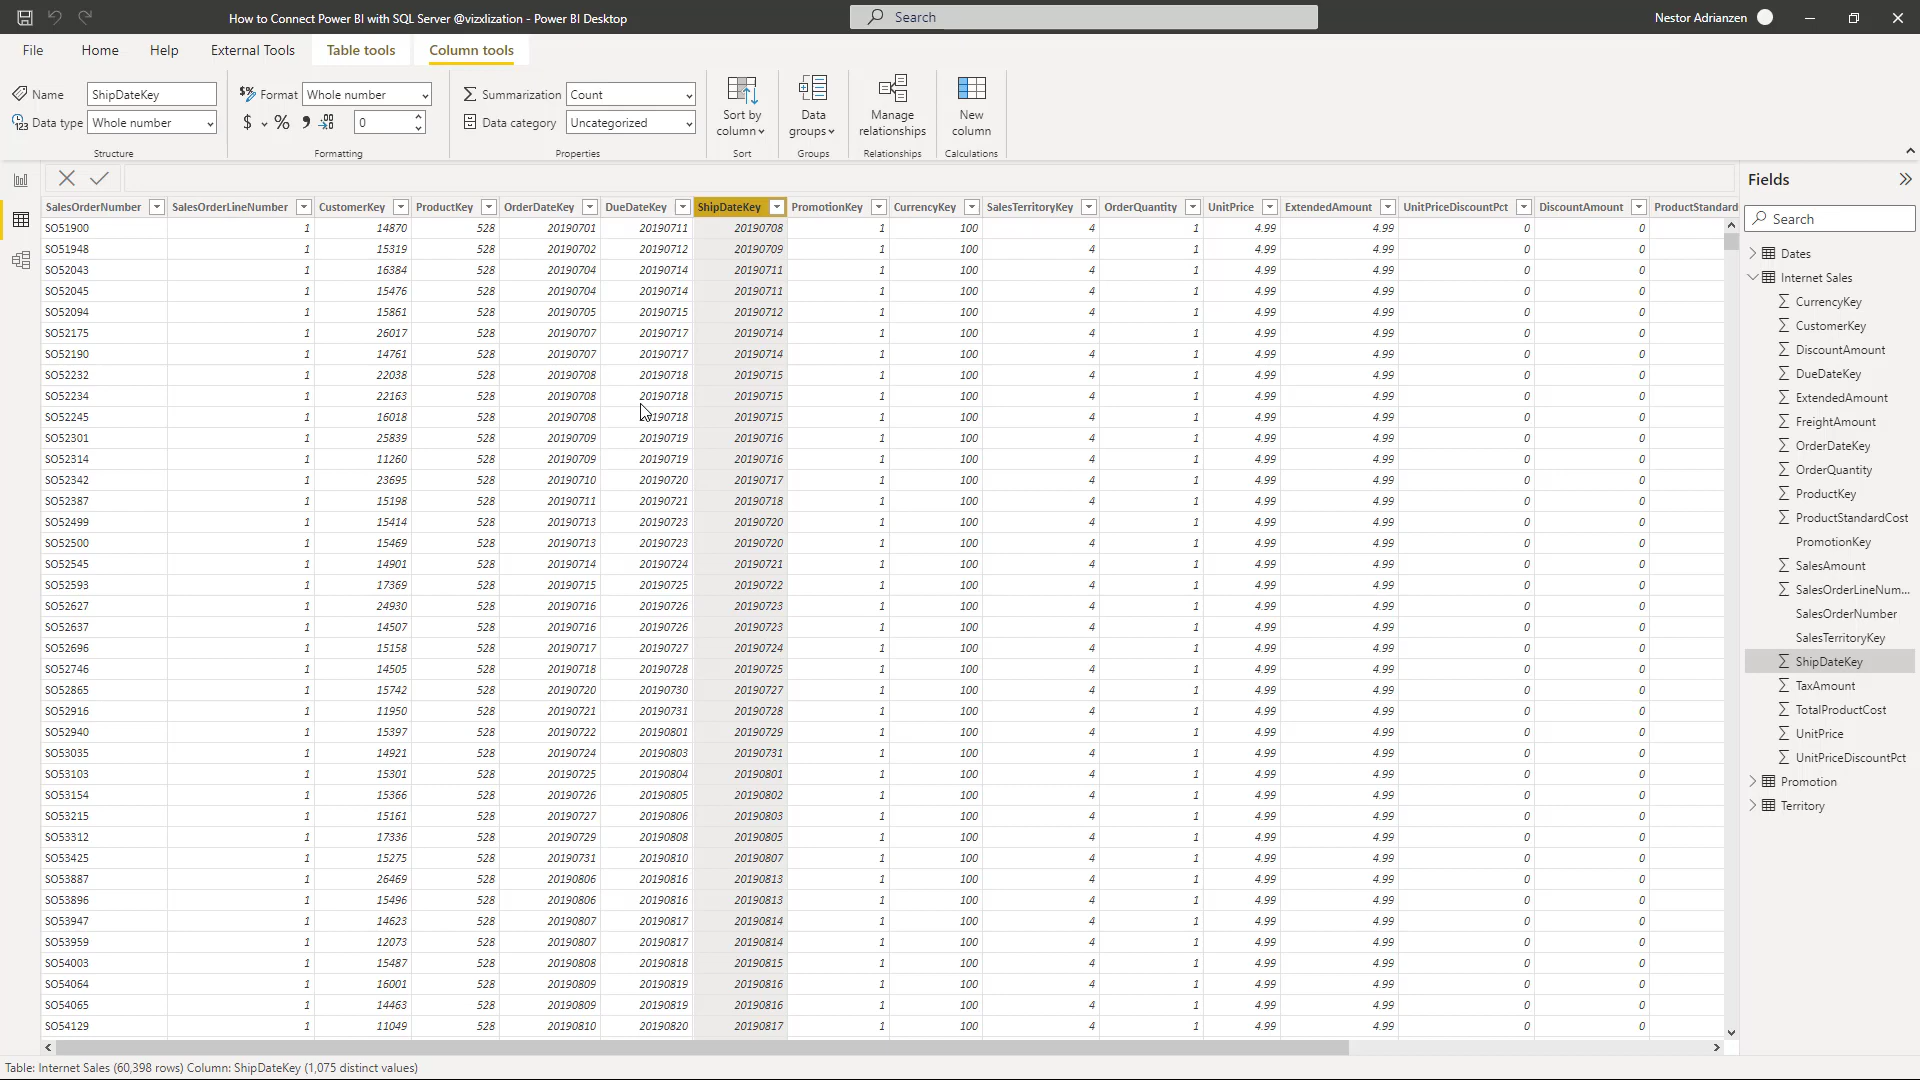 How to Connect Power BI with SQL Server @vizxlization - Power BI Desktop
Search
Nestor Adrianzen
File Home Help External Tools Table tools Column tools
Name ShipDateKey
Data type Whole number
Structure
Format Whole number
$ % 0
Formatting
Summarization Count
Data category Uncategorized
Properties
Sort by column
Sort
Data groups
Groups
Manage relationships
Relationships
New column
Calculations
SalesOrderNumber SalesOrderLineNumber CustomerKey ProductKey OrderDateKey DueDateKey ShipDateKey PromotionKey CurrencyKey SalesTerritoryKey OrderQuantity UnitPrice ExtendedAmount UnitPriceDiscountPct DiscountAmount ProductStandard
SO51900 1 14870 528 20190701 20190711 20190708 1 100 4 1 4.99 4.99 0 0
SO51948 1 15319 528 20190702 20190712 20190709 1 100 4 1 4.99 4.99 0 0
SO52043 1 16384 528 20190704 20190714 20190711 1 100 4 1 4.99 4.99 0 0
SO52045 1 15476 528 20190704 20190714 20190711 1 100 4 1 4.99 4.99 0 0
SO52094 1 15861 528 20190705 20190715 20190712 1 100 4 1 4.99 4.99 0 0
SO52175 1 26017 528 20190707 20190717 20190714 1 100 4 1 4.99 4.99 0 0
SO52190 1 14761 528 20190707 20190717 20190714 1 100 4 1 4.99 4.99 0 0
SO52232 1 22038 528 20190708 20190718 20190715 1 100 4 1 4.99 4.99 0 0
SO52234 1 22163 528 20190708 20190718 20190715 1 100 4 1 4.99 4.99 0 0
SO52245 1 16018 528 20190708 20190718 20190715 1 100 4 1 4.99 4.99 0 0
SO52301 1 25839 528 20190709 20190719 20190716 1 100 4 1 4.99 4.99 0 0
SO52314 1 11260 528 20190709 20190719 20190716 1 100 4 1 4.99 4.99 0 0
SO52342 1 23695 528 20190710 20190720 20190717 1 100 4 1 4.99 4.99 0 0
SO52387 1 15198 528 20190711 20190721 20190718 1 100 4 1 4.99 4.99 0 0
SO52499 1 15414 528 20190713 20190723 20190720 1 100 4 1 4.99 4.99 0 0
SO52500 1 15469 528 20190713 20190723 20190720 1 100 4 1 4.99 4.99 0 0
SO52545 1 14901 528 20190714 20190724 20190721 1 100 4 1 4.99 4.99 0 0
SO52593 1 17369 528 20190715 20190725 20190722 1 100 4 1 4.99 4.99 0 0
SO52627 1 24930 528 20190716 20190726 20190723 1 100 4 1 4.99 4.99 0 0
SO52637 1 14507 528 20190716 20190726 20190723 1 100 4 1 4.99 4.99 0 0
SO52696 1 15158 528 20190717 20190727 20190724 1 100 4 1 4.99 4.99 0 0
SO52746 1 14505 528 20190718 20190728 20190725 1 100 4 1 4.99 4.99 0 0
SO52865 1 15742 528 20190720 20190730 20190727 1 100 4 1 4.99 4.99 0 0
SO52916 1 11950 528 20190721 20190731 20190728 1 100 4 1 4.99 4.99 0 0
SO52940 1 15397 528 20190722 20190801 20190729 1 100 4 1 4.99 4.99 0 0
SO53035 1 14921 528 20190724 20190803 20190731 1 100 4 1 4.99 4.99 0 0
SO53103 1 15301 528 20190725 20190804 20190801 1 100 4 1 4.99 4.99 0 0
SO53154 1 15366 528 20190726 20190805 20190802 1 100 4 1 4.99 4.99 0 0
SO53215 1 15161 528 20190727 20190806 20190803 1 100 4 1 4.99 4.99 0 0
SO53312 1 17336 528 20190729 20190808 20190805 1 100 4 1 4.99 4.99 0 0
SO53425 1 15275 528 20190731 20190810 20190807 1 100 4 1 4.99 4.99 0 0
SO53887 1 26469 528 20190806 20190816 20190813 1 100 4 1 4.99 4.99 0 0
SO53896 1 15496 528 20190806 20190816 20190813 1 100 4 1 4.99 4.99 0 0
SO53947 1 14623 528 20190807 20190817 20190814 1 100 4 1 4.99 4.99 0 0
SO53959 1 12073 528 20190807 20190817 20190814 1 100 4 1 4.99 4.99 0 0
SO54003 1 15487 528 20190808 20190818 20190815 1 100 4 1 4.99 4.99 0 0
SO54064 1 16001 528 20190809 20190819 20190816 1 100 4 1 4.99 4.99 0 0
SO54065 1 14463 528 20190809 20190819 20190816 1 100 4 1 4.99 4.99 0 0
SO54129 1 11049 528 20190810 20190820 20190817 1 100 4 1 4.99 4.99 0 0
Fields
Search
Dates
Internet Sales
CurrencyKey
CustomerKey
DiscountAmount
DueDateKey
ExtendedAmount
FreightAmount
OrderDateKey
OrderQuantity
ProductKey
ProductStandardCost
PromotionKey
SalesAmount
SalesOrderLineNum...
SalesOrderNumber
SalesTerritoryKey
ShipDateKey
TaxAmount
TotalProductCost
UnitPrice
UnitPriceDiscountPct
Promotion
Territory
Table: Internet Sales (60,398 rows) Column: ShipDateKey (1,075 distinct values)